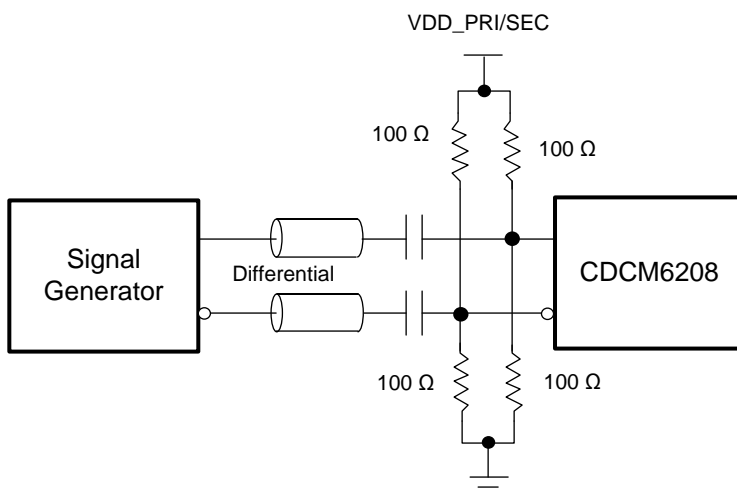 VDD_PRI/SEC
100 Ω
100 Ω
Signal
Generator
Differential
CDCM6208
100 Ω
100 Ω